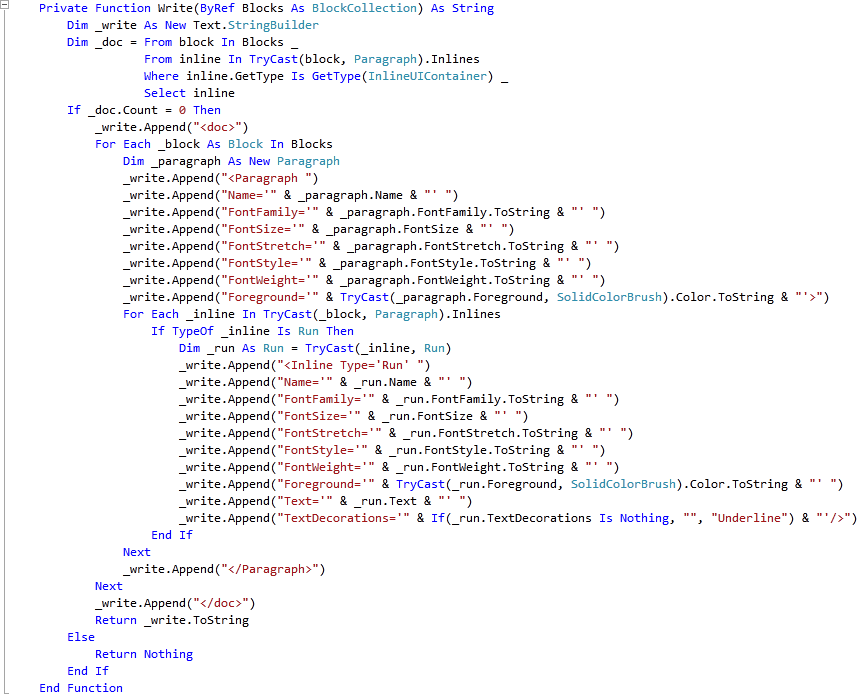 Private Function Write(ByRef Blocks As BlockCollection) As String
    Dim _write As New Text.StringBuilder
    Dim _doc = From block In Blocks _
               From inline In TryCast(block, Paragraph).Inlines
               Where inline.GetType Is GetType(InlineUIContainer) _
               Select inline
    If _doc.Count = 0 Then
        _write.Append("<doc>")
        For Each _block As Block In Blocks
            Dim _paragraph As New Paragraph
            _write.Append("<Paragraph ")
            _write.Append("Name='" & _paragraph.Name & "' ")
            _write.Append("FontFamily='" & _paragraph.FontFamily.ToString & "' ")
            _write.Append("FontSize='" & _paragraph.FontSize & "' ")
            _write.Append("FontStretch='" & _paragraph.FontStretch.ToString & "' ")
            _write.Append("FontStyle='" & _paragraph.FontStyle.ToString & "' ")
            _write.Append("FontWeight='" & _paragraph.FontWeight.ToString & "' ")
            _write.Append("Foreground='" & TryCast(_paragraph.Foreground, SolidColorBrush).Color.ToString & "'>")
            For Each _inline In TryCast(_block, Paragraph).Inlines
                If TypeOf _inline Is Run Then
                    Dim _run As Run = TryCast(_inline, Run)
                    _write.Append("<Inline Type='Run' ")
                    _write.Append("Name='" & _run.Name & "' ")
                    _write.Append("FontFamily='" & _run.FontFamily.ToString & "' ")
                    _write.Append("FontSize='" & _run.FontSize & "' ")
                    _write.Append("FontStretch='" & _run.FontStretch.ToString & "' ")
                    _write.Append("FontStyle='" & _run.FontStyle.ToString & "' ")
                    _write.Append("FontWeight='" & _run.FontWeight.ToString & "' ")
                    _write.Append("Foreground='" & TryCast(_run.Foreground, SolidColorBrush).Color.ToString & "' ")
                    _write.Append("Text='" & _run.Text & "' ")
                    _write.Append("TextDecorations='" & If(_run.TextDecorations Is Nothing, "", "Underline") & "'/>")
                End If
            Next
            _write.Append("</Paragraph>")
        Next
        _write.Append("</doc>")
        Return _write.ToString
    Else
        Return Nothing
    End If
End Function